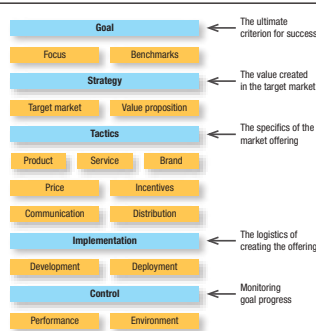 Goal
The ultimate
criterion for success
Focus Benchmarks
Strategy
The value created
in the target market
Target market Value proposition
Tactics
The specifics of the
market offering
Product Service Brand
Price Incentives
Communication Distribution
Implementation
The logistics of
creating the offering
Development Deployment
Control
Monitoring
goal progress
Performance Environment